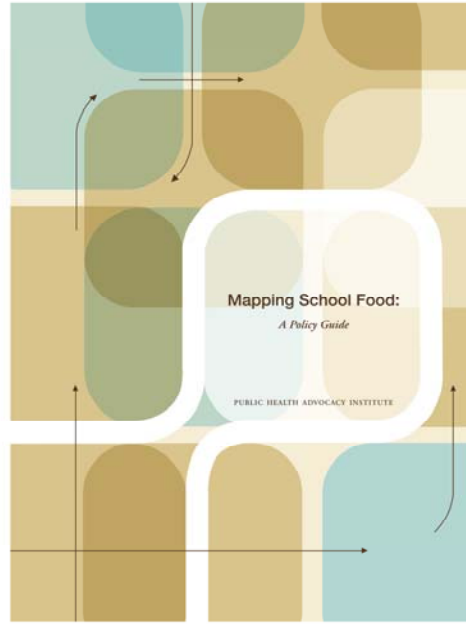 Mapping School Food:
A Policy Guide
PUBLIC HEALTH ADVOCACY INSTITUTE